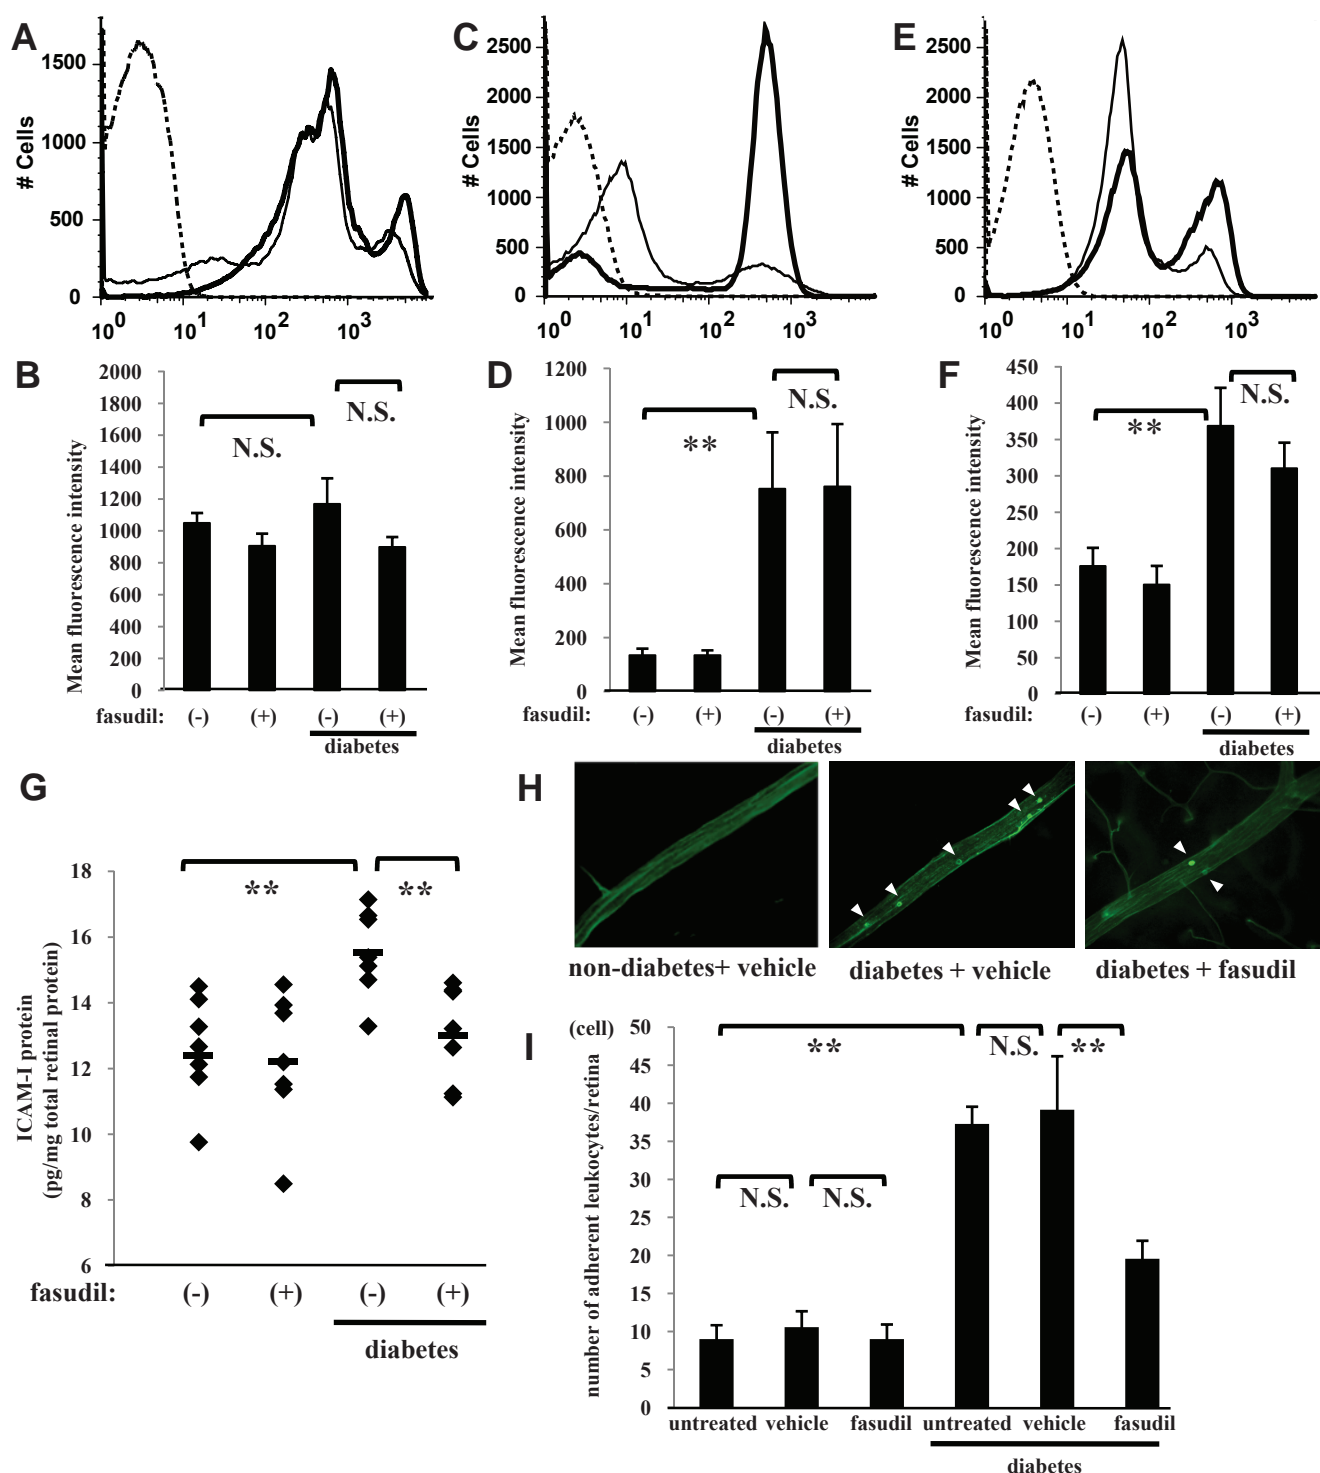 A
# Cells
1500
1000
500
0
10^0 10^1 10^2 10^3
C
# Cells
2500
2000
1500
1000
500
0
10^0 10^1 10^2 10^3
E
# Cells
2500
2000
1500
1000
500
0
10^0 10^1 10^2 10^3
B
Mean fluorescence intensity
2000
1800
1600
1400
1200
1000
800
600
400
200
0
N.S.
N.S.
fasudil: (-) (+) (-) (+)
diabetes
D
Mean fluorescence intensity
1200
1000
800
600
400
200
0
**
N.S.
(-) (+) (-) (+)
diabetes
F
Mean fluorescence intensity
450
400
350
300
250
200
150
100
50
0
**
N.S.
(-) (+) (-) (+)
diabetes
G
ICAM-I protein
(pg/mg total retinal protein)
18
16
14
12
10
8
6
**
**
fasudil: (-) (+) (-) (+)
diabetes
H
non-diabetes+ vehicle
diabetes + vehicle
diabetes + fasudil
I
(cell)
number of adherent leukocytes/retina
50
45
40
35
30
25
20
15
10
5
0
**
N.S.
**
N.S.
N.S.
untreated vehicle fasudil untreated vehicle fasudil
diabetes